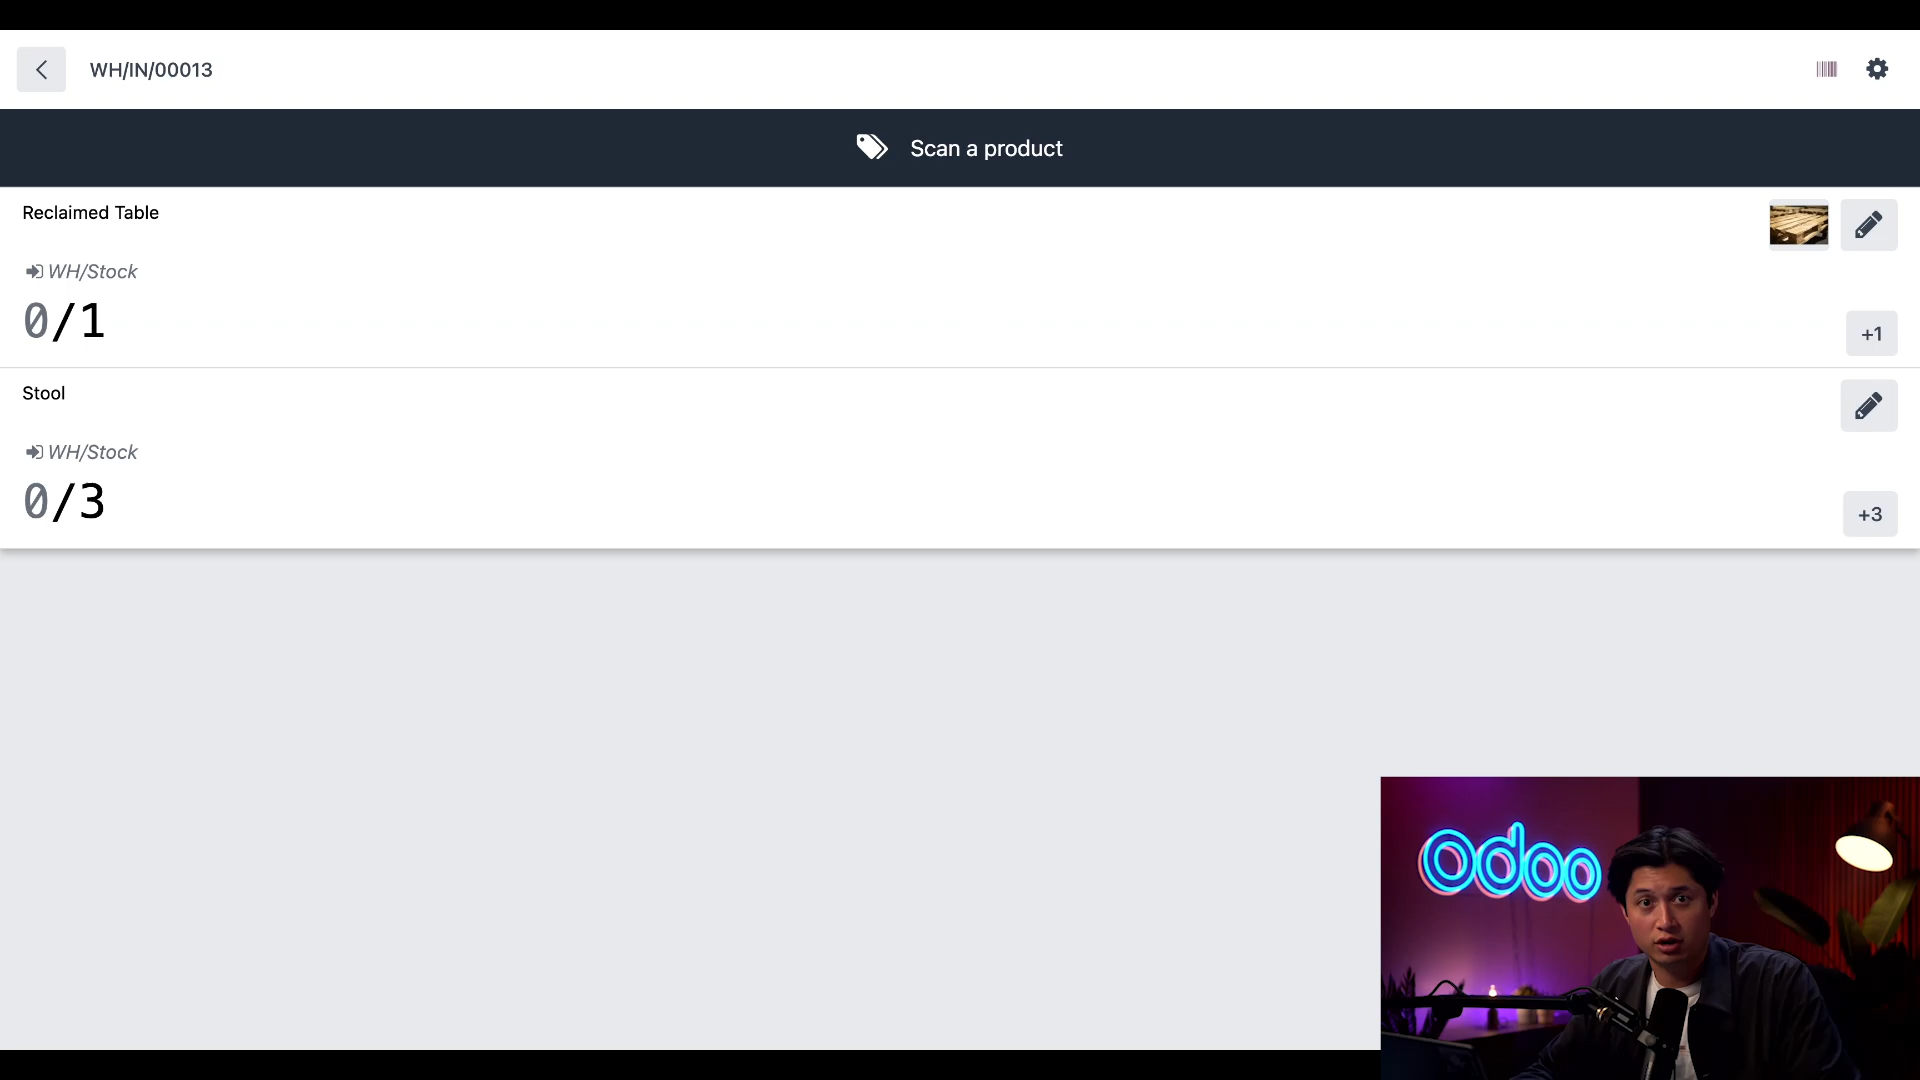 WH/IN/00013
Scan a product
Reclaimed Table
WH/Stock
0/1
+1
Stool
WH/Stock
0/3
+3
odoo